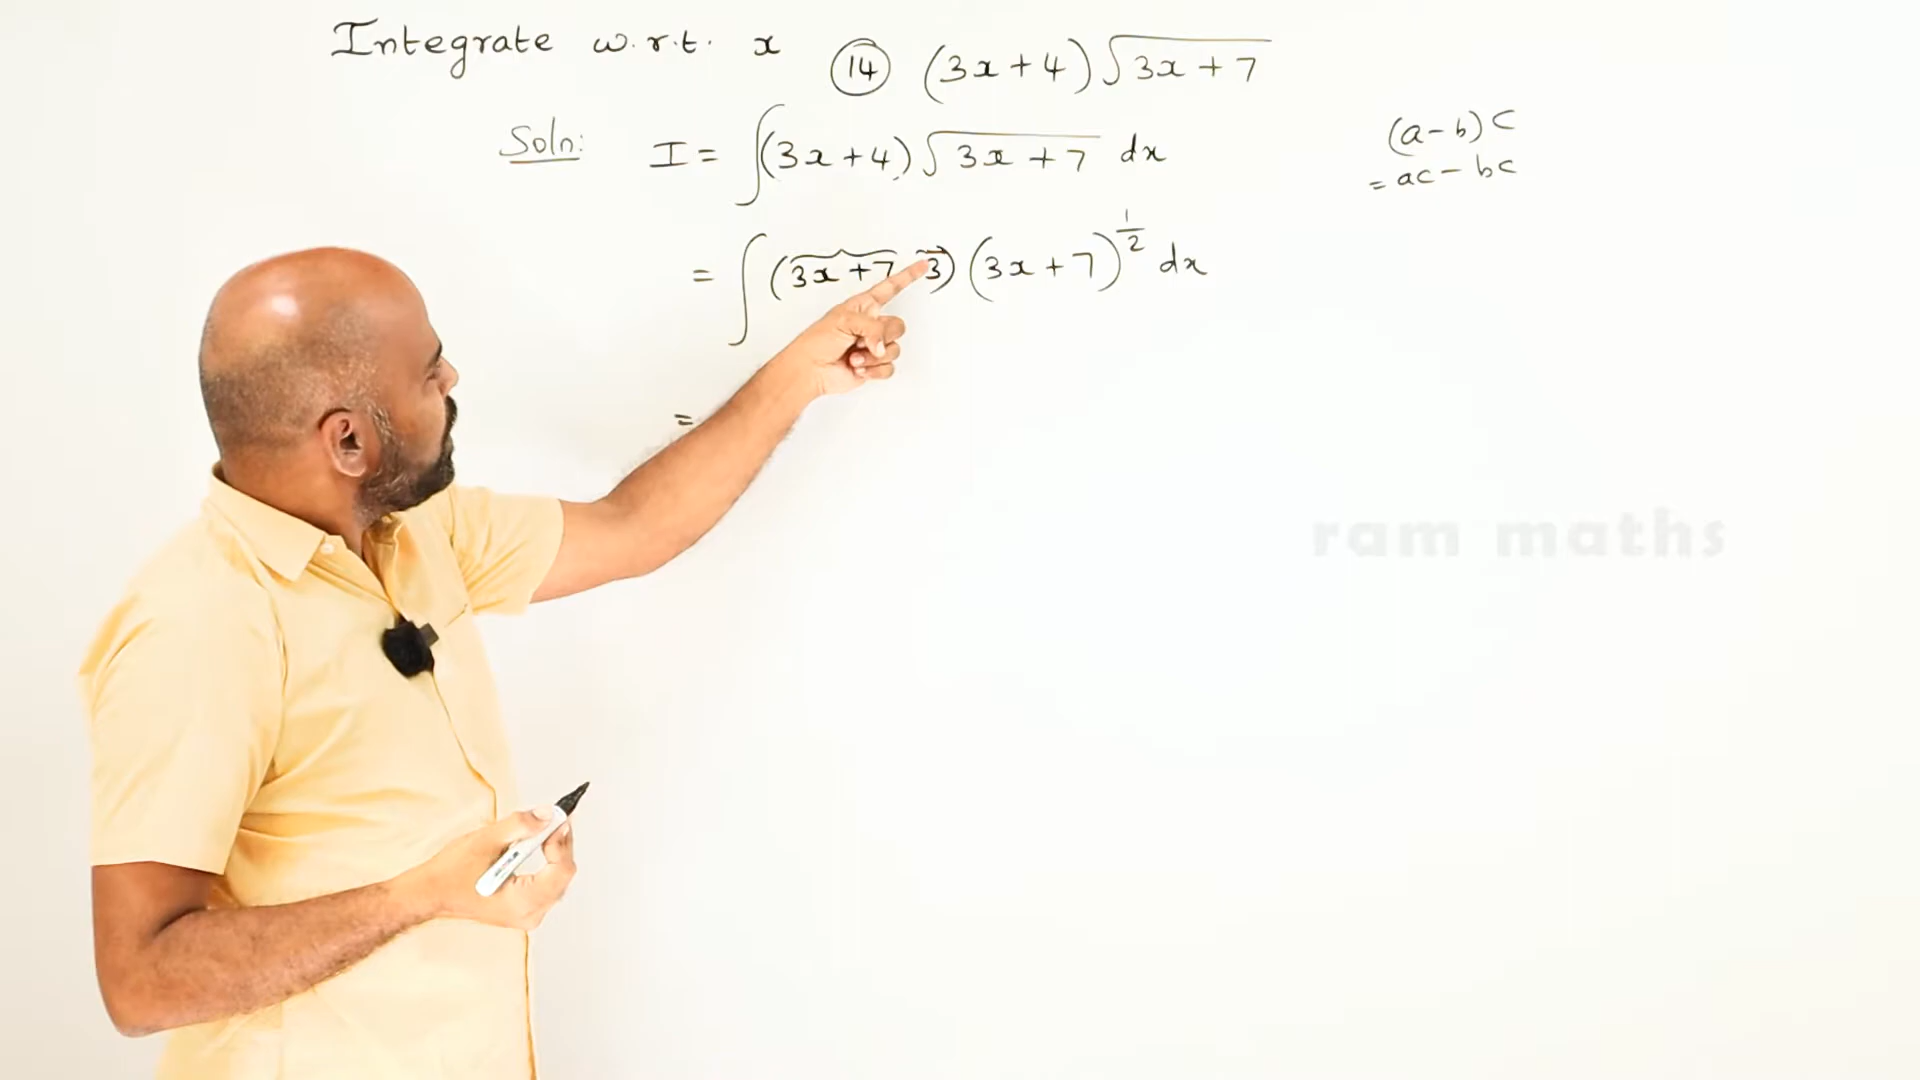 Integrate w.r.t. x (14) (3x+4)√3x+7
Soln: I = ∫(3x+4)√3x+7 dx
(a-b)c
= ac - bc
= ∫(3x+7 3)(3x+7)^1/2 dx
=
ram maths